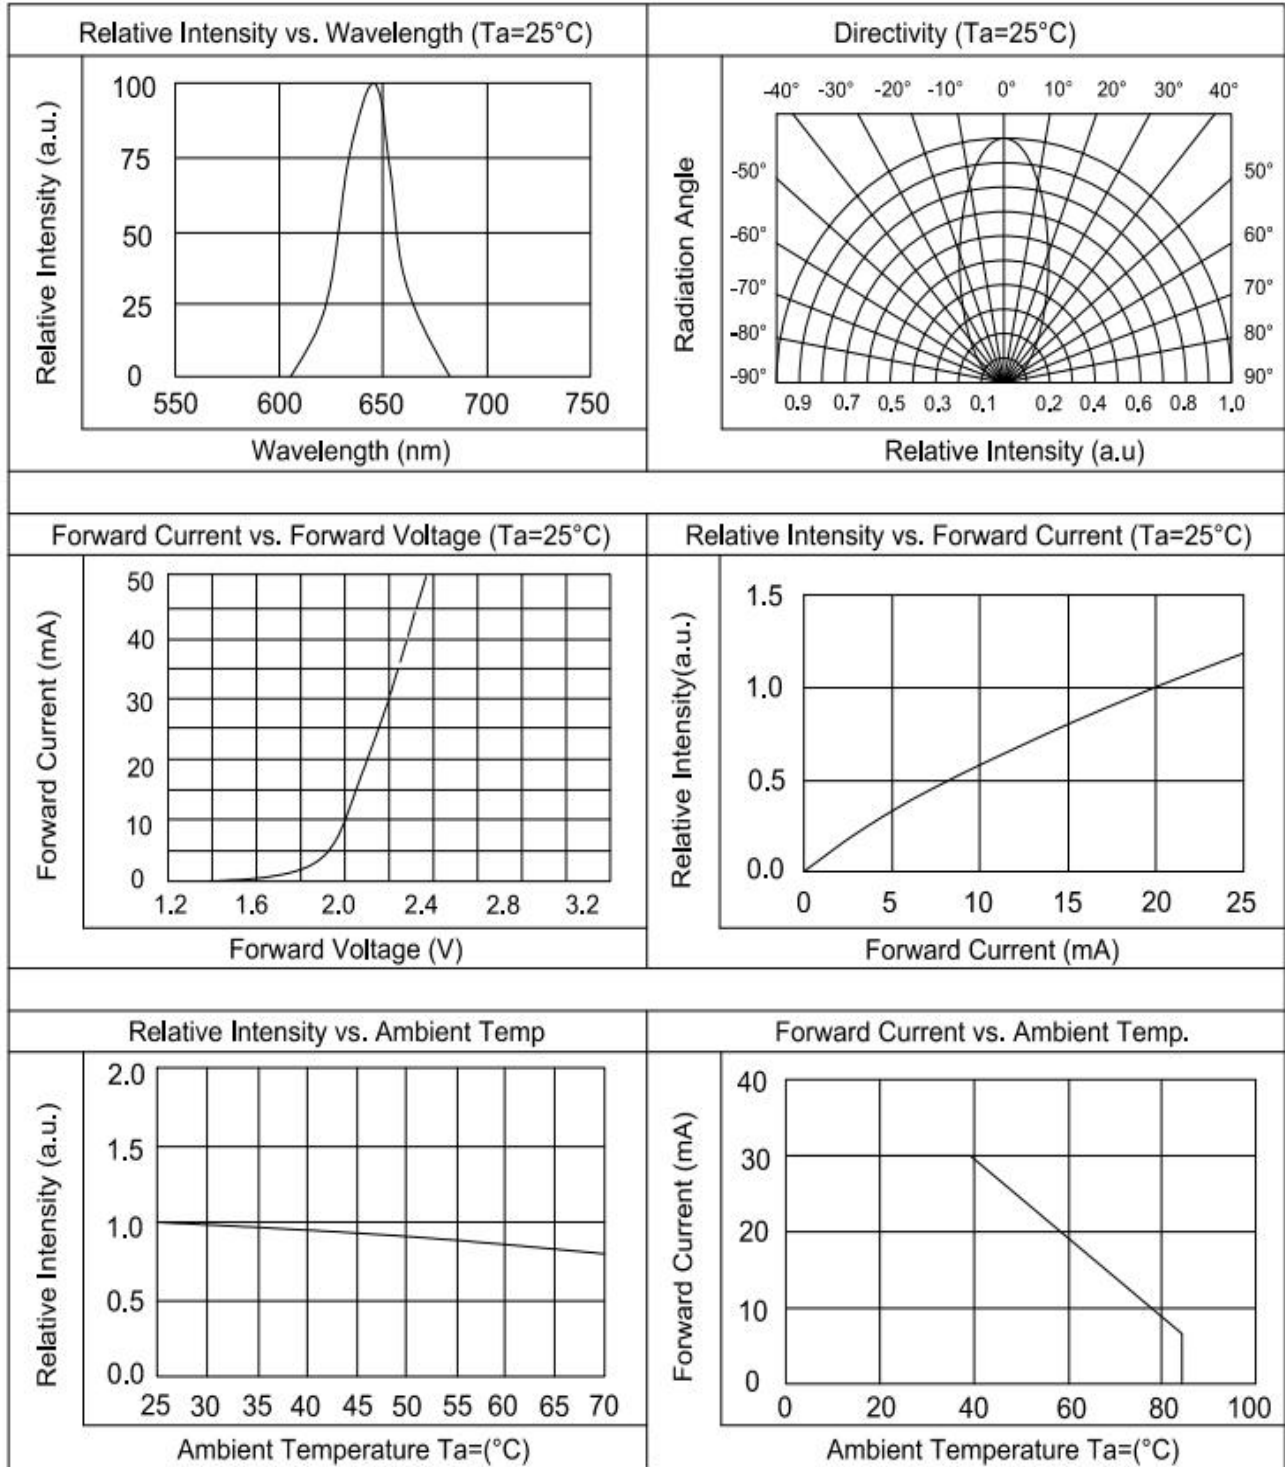 Relative Intensity vs. Wavelength (Ta=25°C)
Relative Intensity (a.u.)
100
75
50
25
0
550 600 650 700 750
Wavelength (nm)
Directivity (Ta=25°C)
Radiation Angle
-40° -30° -20° -10° 0° 10° 20° 30° 40°
-50° 50°
-60° 60°
-70° 70°
-80° 80°
-90° 90°
0.9 0.7 0.5 0.3 0.1 0.2 0.4 0.6 0.8 1.0
Relative Intensity (a.u)
Forward Current vs. Forward Voltage (Ta=25°C)
Forward Current (mA)
50
40
30
20
10
0
1.2 1.6 2.0 2.4 2.8 3.2
Forward Voltage (V)
Relative Intensity vs. Forward Current (Ta=25°C)
Relative Intensity(a.u.)
1.5
1.0
0.5
0.0
0 5 10 15 20 25
Forward Current (mA)
Relative Intensity vs. Ambient Temp
Relative Intensity (a.u.)
2.0
1.5
1.0
0.5
0.0
25 30 35 40 45 50 55 60 65 70
Ambient Temperature Ta=(°C)
Forward Current vs. Ambient Temp.
Forward Current (mA)
40
30
20
10
0
0 20 40 60 80 100
Ambient Temperature Ta=(°C)